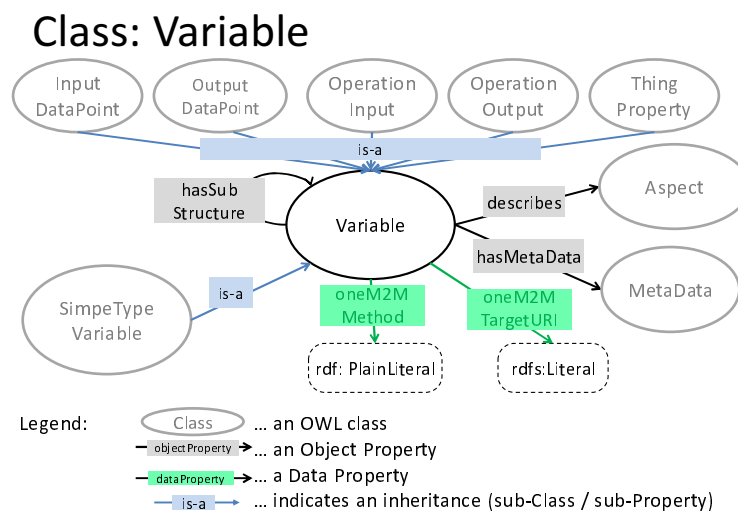 Class: Variable
Input
DataPoint
Output
DataPoint
Operation
Input
Operation
Output
Thing
Property
is-a
hasSub
Structure
Variable
describes
Aspect
hasMetaData
MetaData
SimpeType
Variable
is-a
oneM2M
Method
oneM2M
TargetURI
rdf: PlainLiteral
rdfs:Literal
Legend:
Class
... an OWL class
objectProperty
... an Object Property
dataProperty
... a Data Property
is-a
... indicates an inheritance (sub-Class / sub-Property)